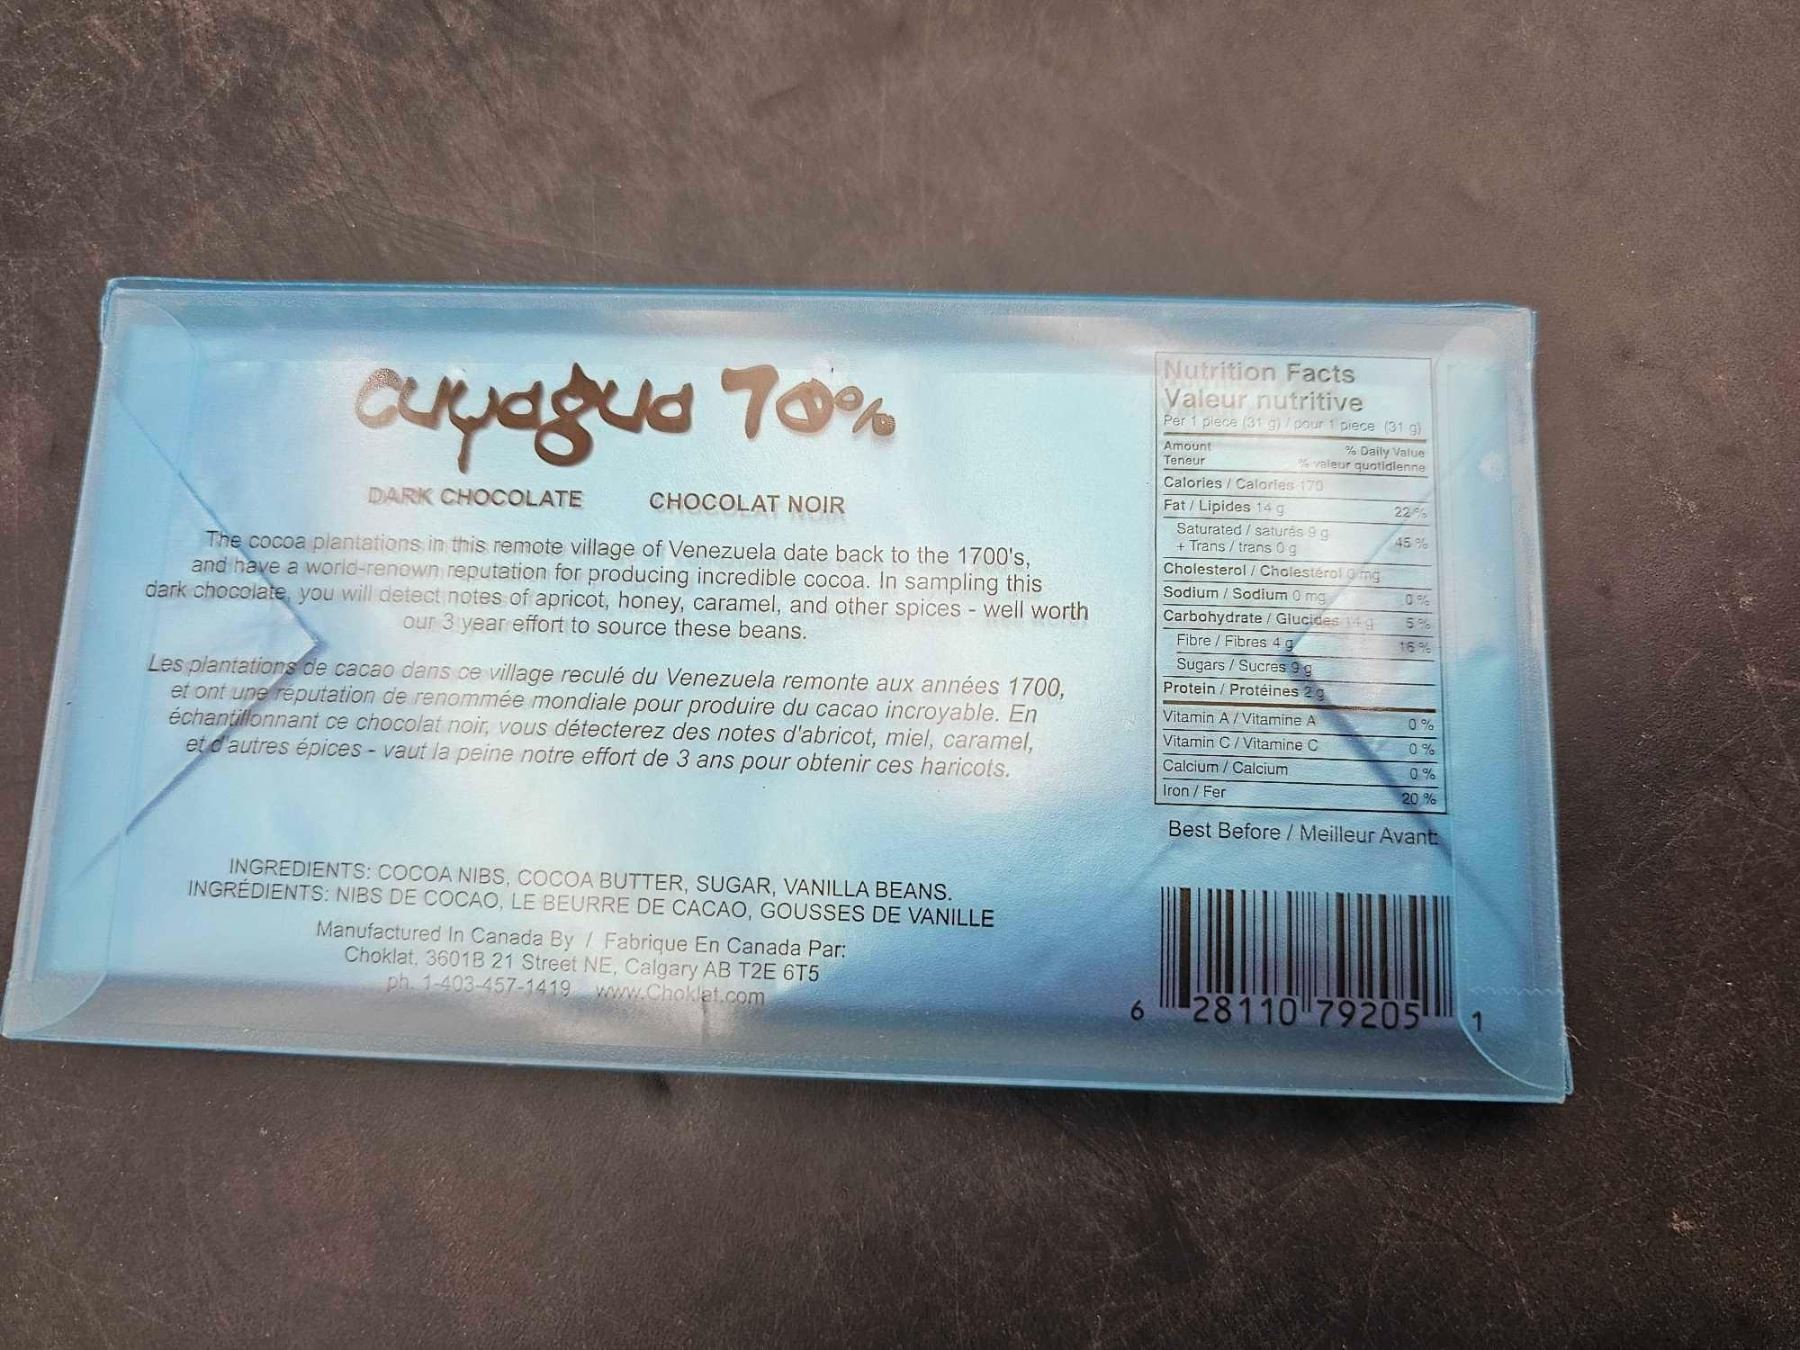 cuyagua 70%
DARK CHOCOLATE CHOCOLAT NOIR
The cocoa plantations in this remote village of Venezuela date back to the 1700's,
and have a world-renown reputation for producing incredible cocoa. In sampling this
dark chocolate, you will detect notes of apricot, honey, caramel, and other spices - well worth
our 3 year effort to source these beans.
Les plantations de cacao dans ce village reculé du Venezuela remonte aux années 1700,
et ont une réputation de renommée mondiale pour produire du cacao incroyable. En
échantillonnant ce chocolat noir, vous détecterez des notes d'abricot, miel, caramel,
et d'autres épices - vaut la peine notre effort de 3 ans pour obtenir ces haricots.
INGREDIENTS: COCOA NIBS, COCOA BUTTER, SUGAR, VANILLA BEANS.
INGRÉDIENTS: NIBS DE COCAO, LE BEURRE DE CACAO, GOUSSES DE VANILLE
Manufactured In Canada By / Fabrique En Canada Par:
Choklat, 3601B 21 Street NE, Calgary AB T2E 6T5
ph. 1-403-457-1419 www.Choklat.com
Nutrition Facts
Valeur nutritive
Per 1 piece (31 g) / pour 1 piece (31 g)
Amount % Daily Value
Teneur % valeur quotidienne
Calories / Calories 170
Fat / Lipides 14 g 22 %
Saturated / saturés 9 g
+ Trans / trans 0 g 45 %
Cholesterol / Cholestérol 0 mg
Sodium / Sodium 0 mg 0 %
Carbohydrate / Glucides 14 g 5 %
Fibre / Fibres 4 g 16 %
Sugars / Sucres 9 g
Protein / Protéines 2 g
Vitamin A / Vitamine A 0 %
Vitamin C / Vitamine C 0 %
Calcium / Calcium 0 %
Iron / Fer 20 %
Best Before / Meilleur Avant:
6 28110 79205 1